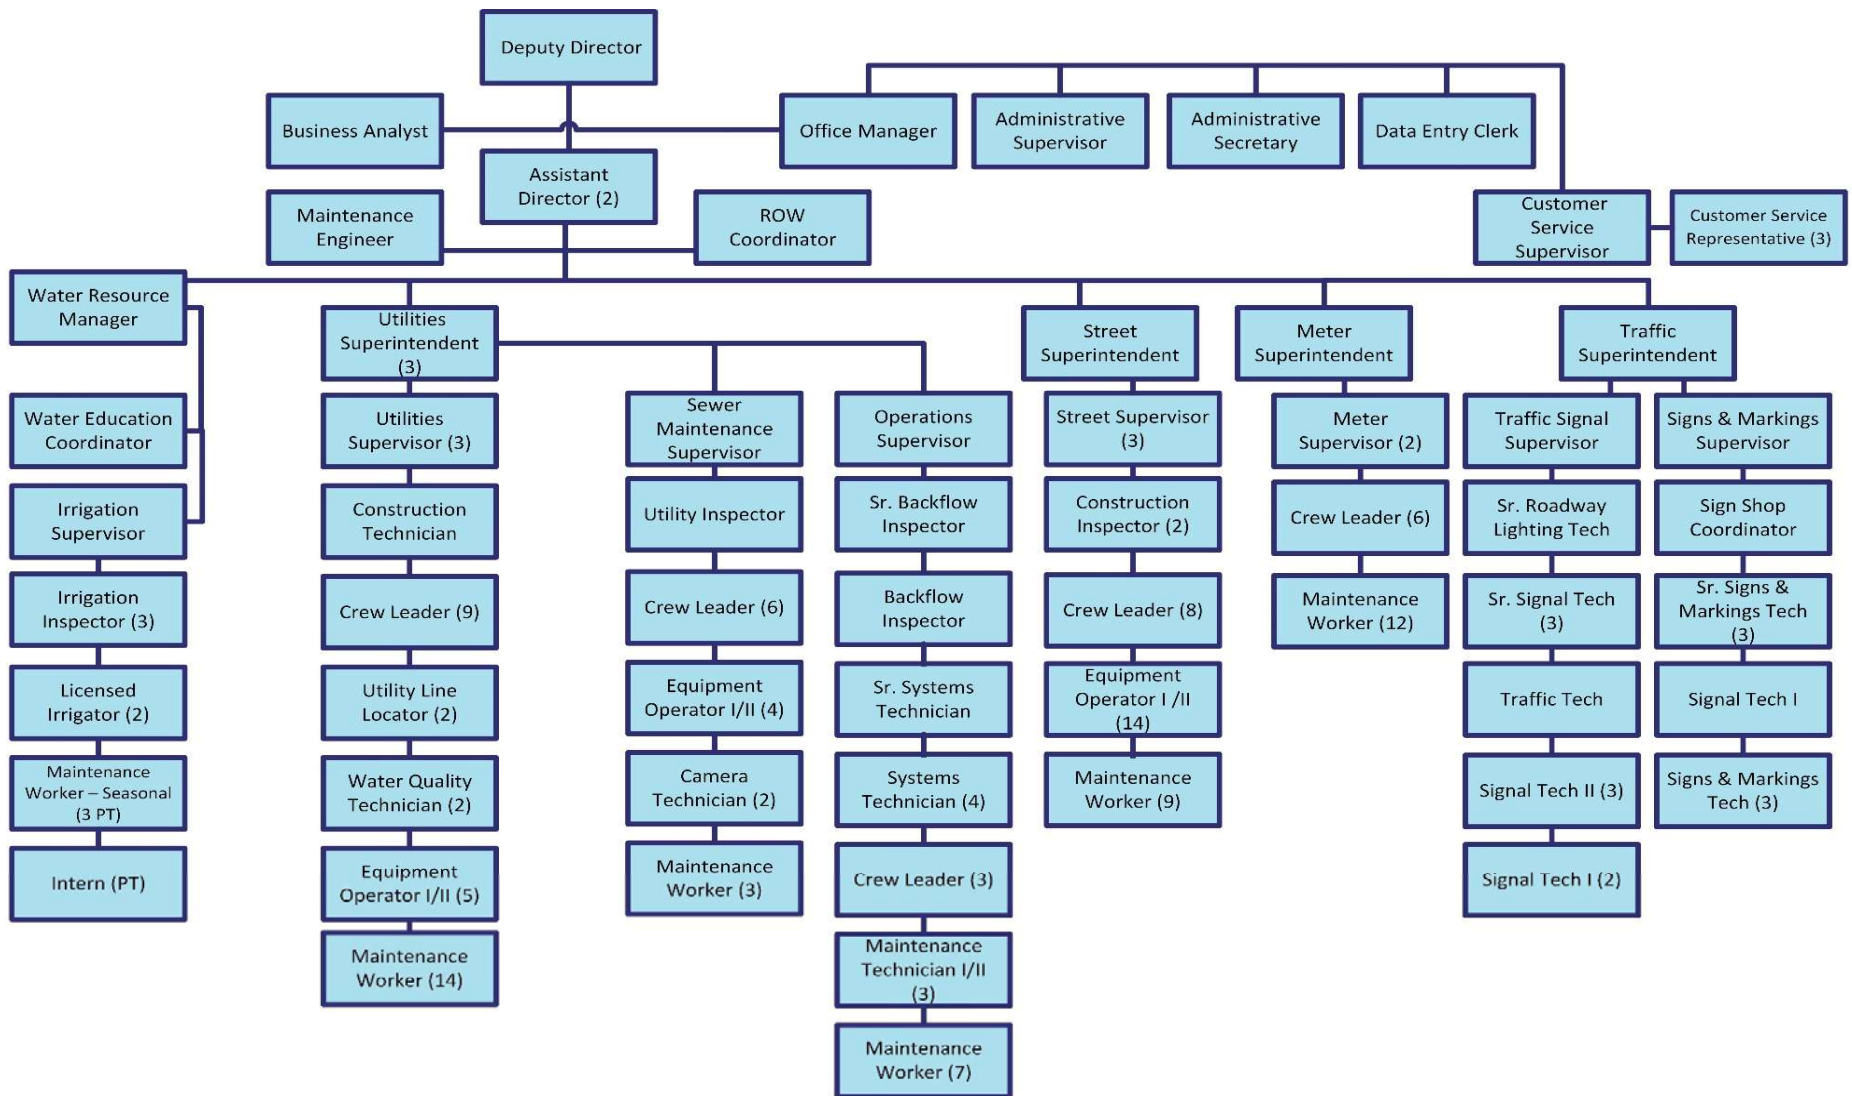 Deputy Director
Business Analyst
Office Manager
Administrative
Supervisor
Administrative
Secretary
Data Entry Clerk
Assistant
Director (2)
Maintenance
Engineer
ROW
Coordinator
Customer
Service
Supervisor
Customer Service
Representative (3)
Water Resource
Manager
Water Education
Coordinator
Irrigation
Supervisor
Irrigation
Inspector (3)
Licensed
Irrigator (2)
Maintenance
Worker – Seasonal
(3 PT)
Intern (PT)
Utilities
Superintendent
(3)
Utilities
Supervisor (3)
Construction
Technician
Crew Leader (9)
Utility Line
Locator (2)
Water Quality
Technician (2)
Equipment
Operator I/II (5)
Maintenance
Worker (14)
Sewer
Maintenance
Supervisor
Utility Inspector
Crew Leader (6)
Equipment
Operator I/II (4)
Camera
Technician (2)
Maintenance
Worker (3)
Operations
Supervisor
Sr. Backflow
Inspector
Backflow
Inspector
Sr. Systems
Technician
Systems
Technician (4)
Crew Leader (3)
Maintenance
Technician I/II
(3)
Maintenance
Worker (7)
Street
Superintendent
Street Supervisor
(3)
Construction
Inspector (2)
Crew Leader (8)
Equipment
Operator I /II
(14)
Maintenance
Worker (9)
Meter
Superintendent
Meter
Supervisor (2)
Crew Leader (6)
Maintenance
Worker (12)
Traffic
Superintendent
Traffic Signal
Supervisor
Sr. Roadway
Lighting Tech
Sr. Signal Tech
(3)
Traffic Tech
Signal Tech II (3)
Signal Tech I (2)
Signs & Markings
Supervisor
Sign Shop
Coordinator
Sr. Signs &
Markings Tech
(3)
Signal Tech I
Signs & Markings
Tech (3)